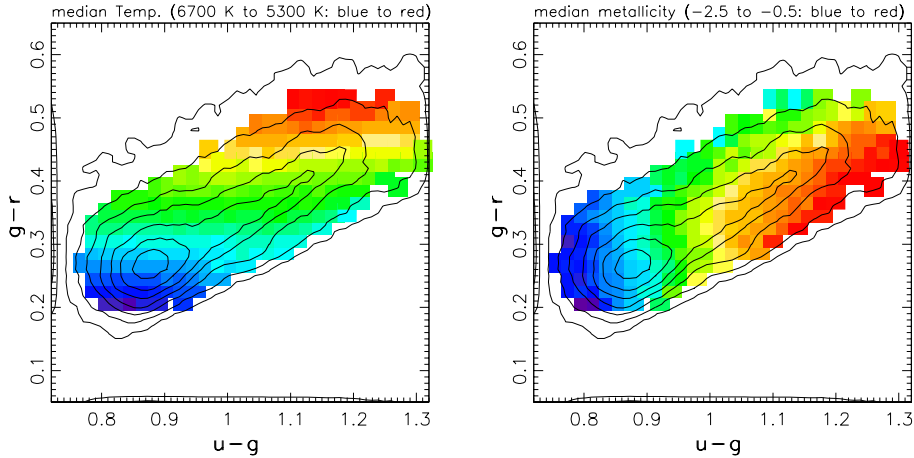 median Temp. (6700 K to 5300 K: blue to red)
median metallicity (−2.5 to −0.5: blue to red)
g−r
0.6
0.5
0.4
0.3
0.2
0.1
0.8 0.9 1 1.1 1.2 1.3
u−g
g−r
0.6
0.5
0.4
0.3
0.2
0.1
0.8 0.9 1 1.1 1.2 1.3
u−g